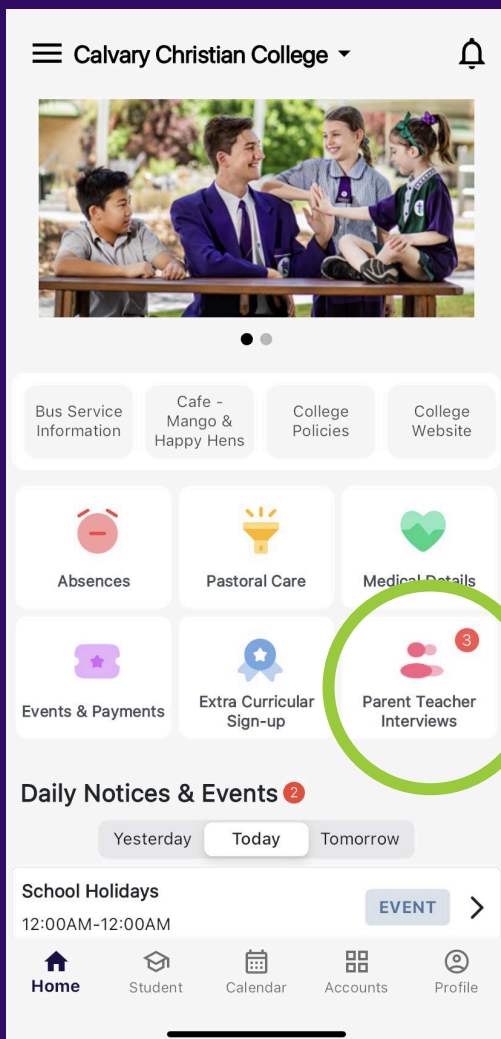 Calvary Christian College
Bus Service
Information
Cafe -
Mango &
Happy Hens
College
Policies
College
Website
Absences
Pastoral Care
Medical Details
Events & Payments
Extra Curricular
Sign-up
3
Parent Teacher
Interviews
Daily Notices & Events 2
Yesterday Today Tomorrow
School Holidays
12:00AM-12:00AM
EVENT
Home Student Calendar Accounts Profile